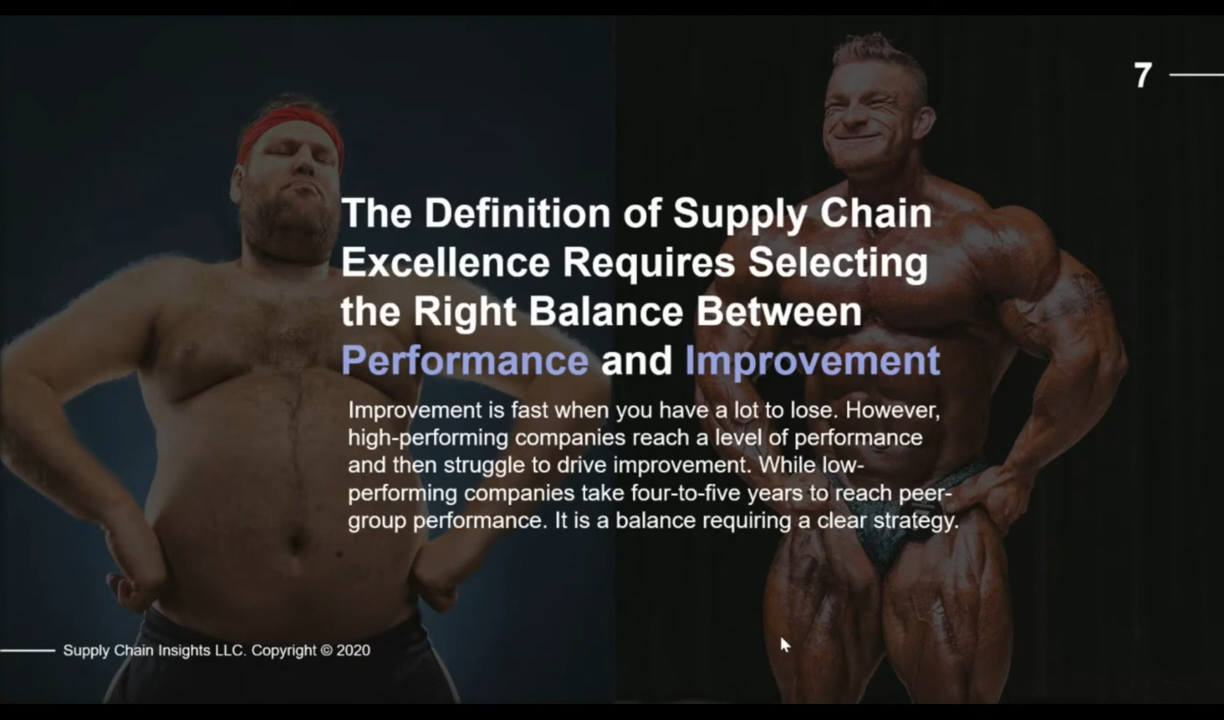 7
The Definition of Supply Chain
Excellence Requires Selecting
the Right Balance Between
Performance and Improvement
Improvement is fast when you have a lot to lose. However,
high-performing companies reach a level of performance
and then struggle to drive improvement. While low-
performing companies take four-to-five years to reach peer-
group performance. It is a balance requiring a clear strategy.
Supply Chain Insights LLC. Copyright © 2020